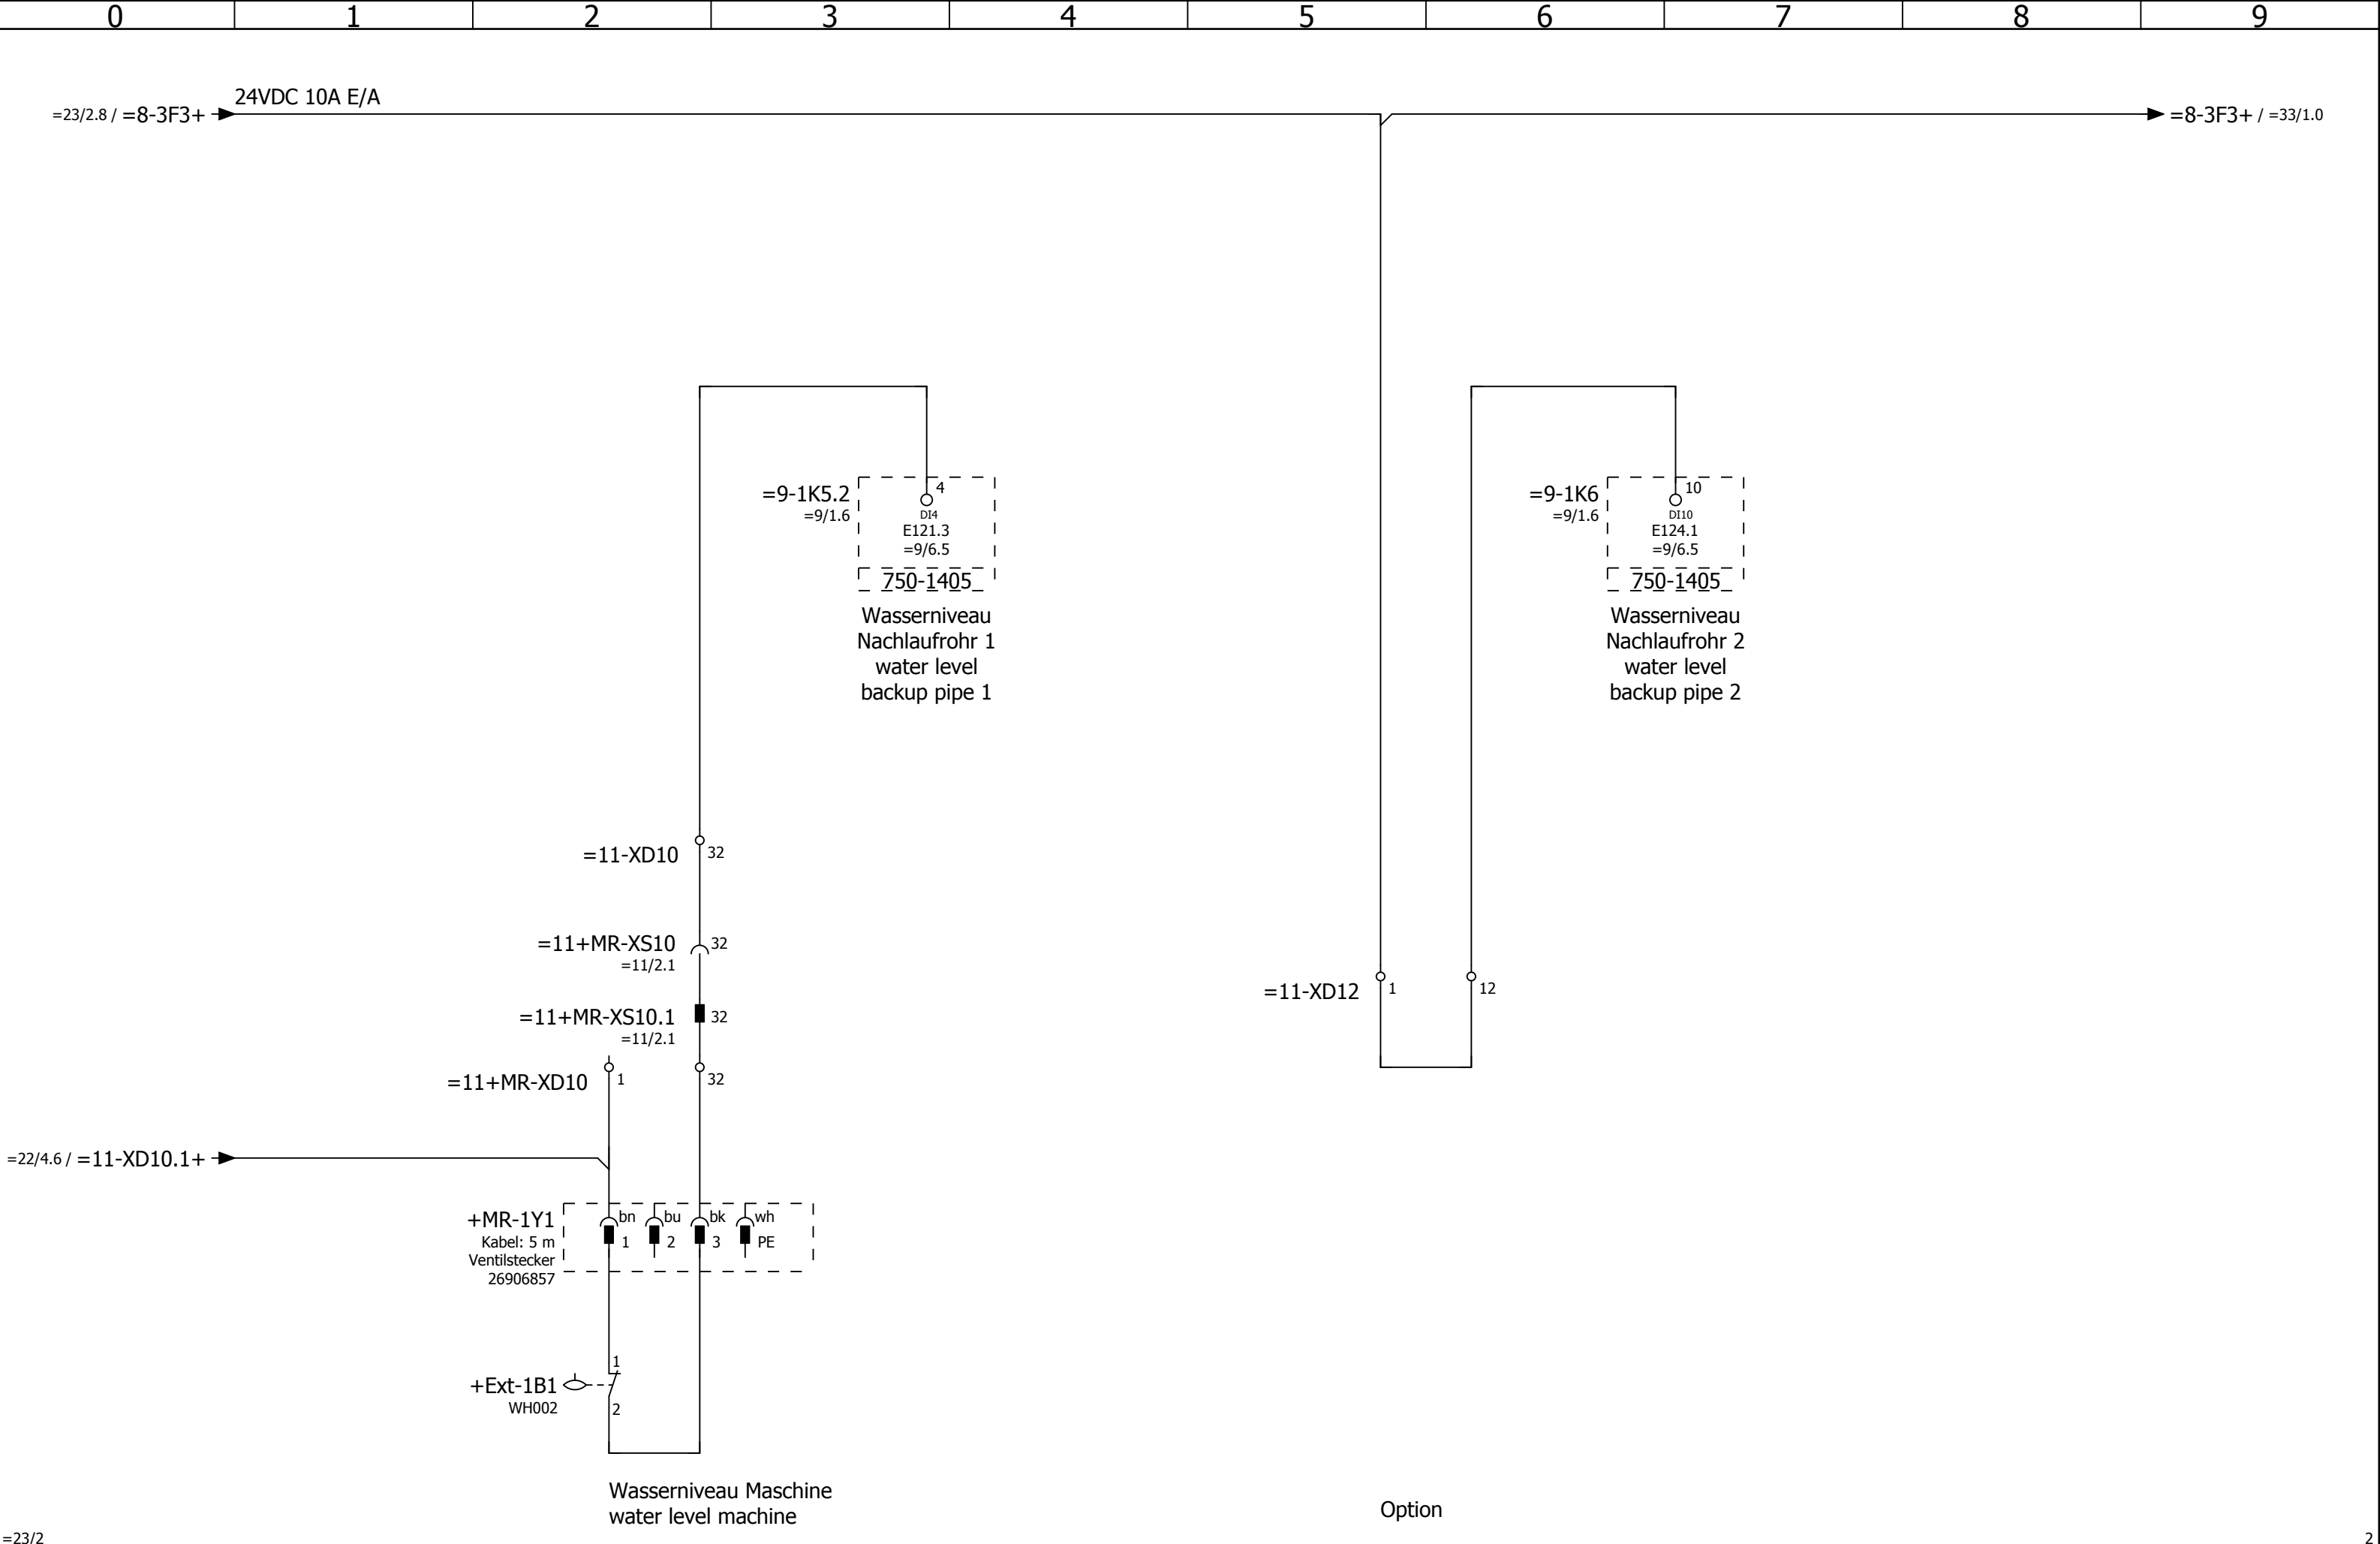 0 1 2 3 4 5 6 7 8 9
24VDC 10A E/A
=23/2.8 / =8-3F3+
=8-3F3+ / =33/1.0
=9-1K5.2
=9/1.6
4
DI4
E121.3
=9/6.5
750-1405
Wasserniveau
Nachlaufrohr 1
water level
backup pipe 1
=9-1K6
=9/1.6
10
DI10
E124.1
=9/6.5
750-1405
Wasserniveau
Nachlaufrohr 2
water level
backup pipe 2
=11-XD10 32
=11+MR-XS10 32
=11/2.1
=11+MR-XS10.1 32
=11/2.1
=11+MR-XD10 1 32
=11-XD12 1 12
=22/4.6 / =11-XD10.1+
+MR-1Y1
Kabel: 5 m
Ventilstecker
26906857
bn bu bk wh
1 2 3 PE
+Ext-1B1
WH002
1
2
Wasserniveau Maschine
water level machine
Option
=23/2
2